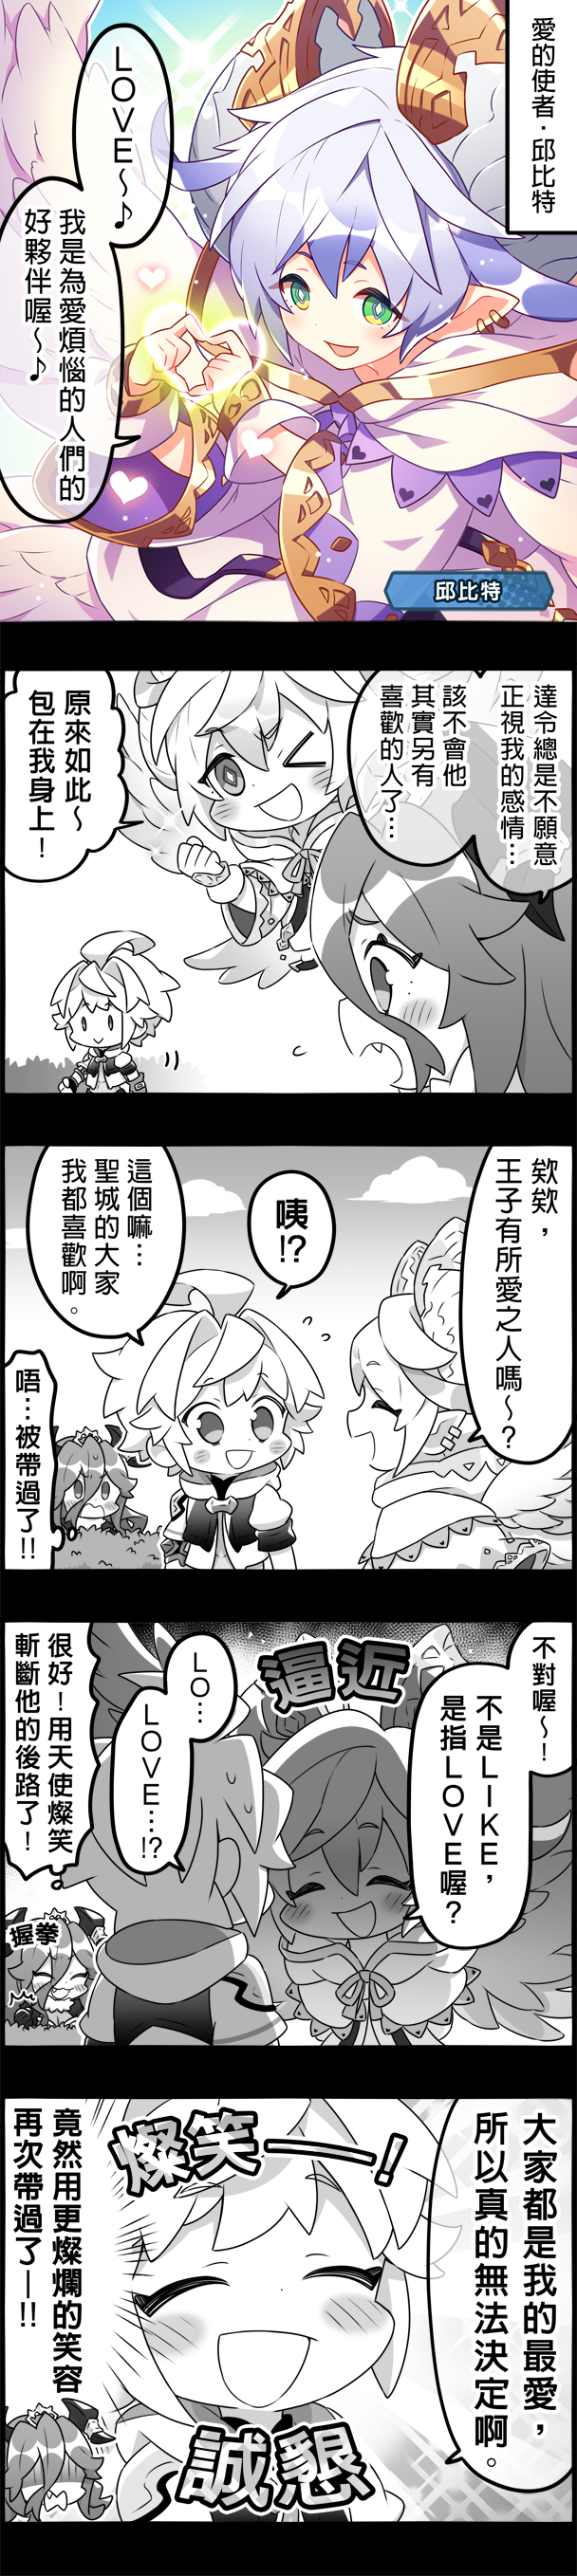 愛的使者．邱比特
LOVE～♪
我是為愛煩惱的人們的
好夥伴喔～♪
邱比特
達令總是不願意
正視我的感情…
該不會他
其實另有
喜歡的人了…
原來如此～
包在我身上！
欸欸，
王子有所愛之人嗎～？
咦!?
這個嘛…
聖城的大家
我都喜歡啊。
唔…被帶過了!!
不對喔～！
不是LIKE，
是指LOVE喔？
逼近
LO…
LOVE…!?
很好！用天使燦笑
斬斷他的後路了！
握拳
大家都是我的最愛，
所以真的無法決定啊。
燦笑──！
誠懇
竟然用更燦爛的笑容
再次帶過了—!!